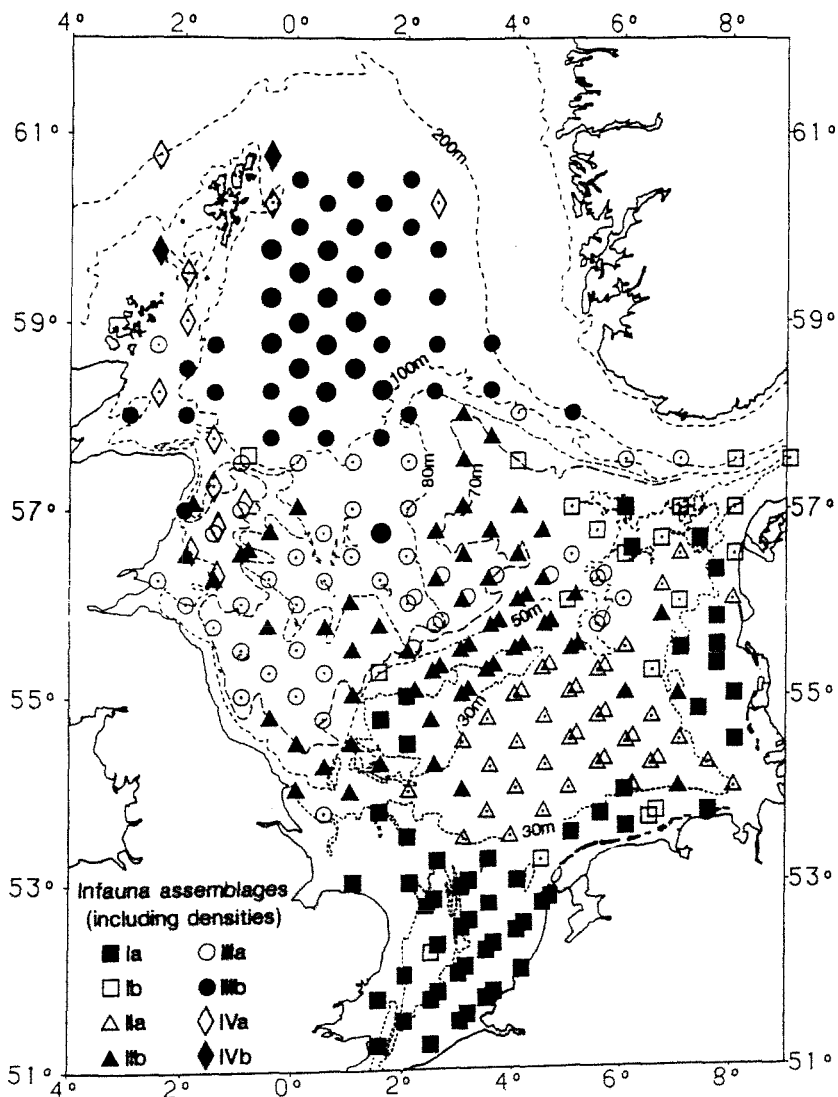 4° 2° 0° 2° 4° 6° 8°
61° 61°
200m
59° 59°
100m
80m
70m
57° 57°
50m
30m
55° 55°
30m
53° 53°
Infauna assemblages
(including densities)
Ia IIIa
Ib IIIb
IIa IVa
IIb IVb
51° 51°
4° 2° 0° 2° 4° 6° 8°